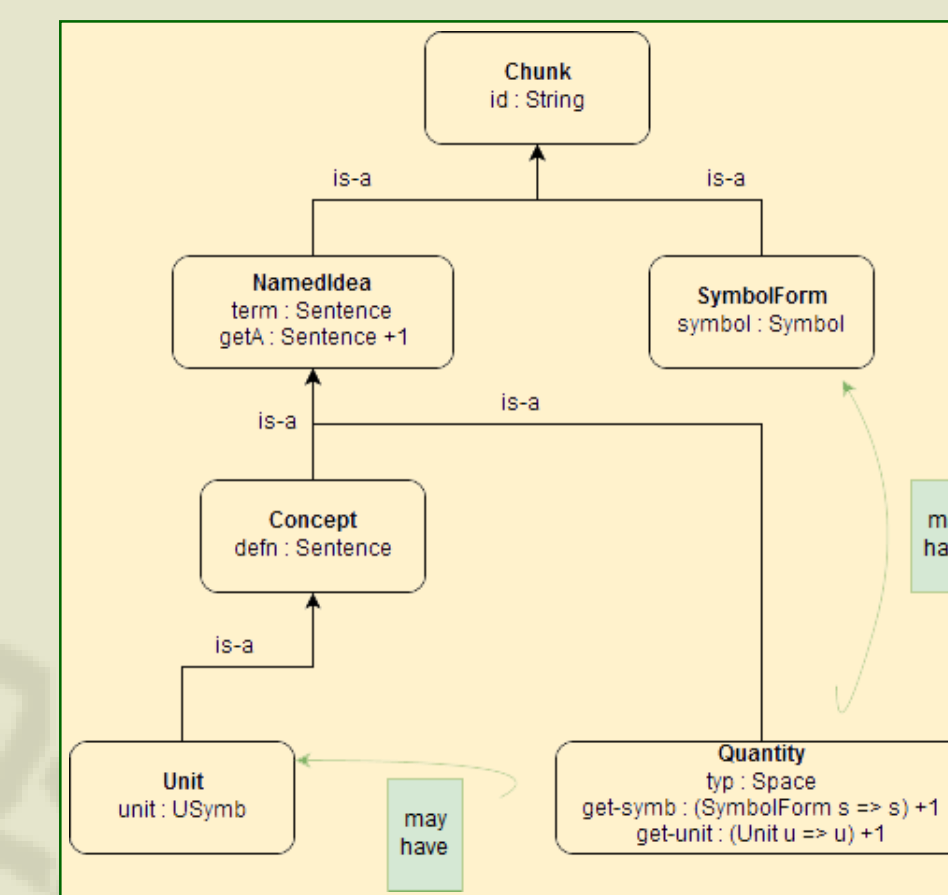 Chunk
id : String
is-a
is-a
NamedIdea
term : Sentence
getA : Sentence +1
SymbolForm
symbol : Symbol
is-a
is-a
Concept
defn : Sentence
is-a
Unit
unit : USymb
may
have
Quantity
typ : Space
get-symb : (SymbolForm s => s) +1
get-unit : (Unit u => u) +1